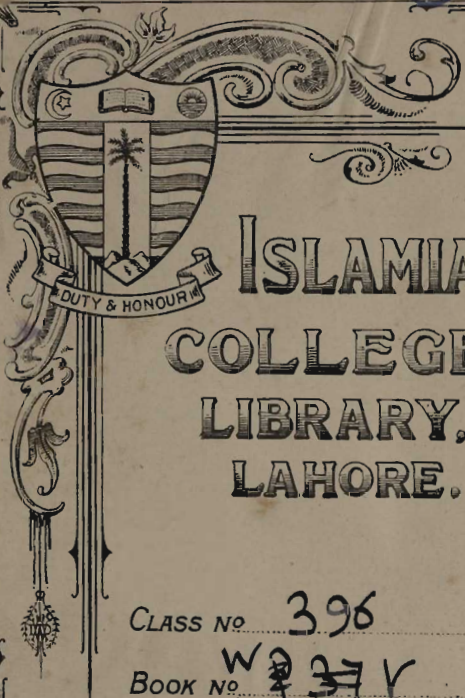 DUTY & HONOUR
ISLAMIA
COLLEGE
LIBRARY,
LAHORE.
CLASS No 396
BOOK No W